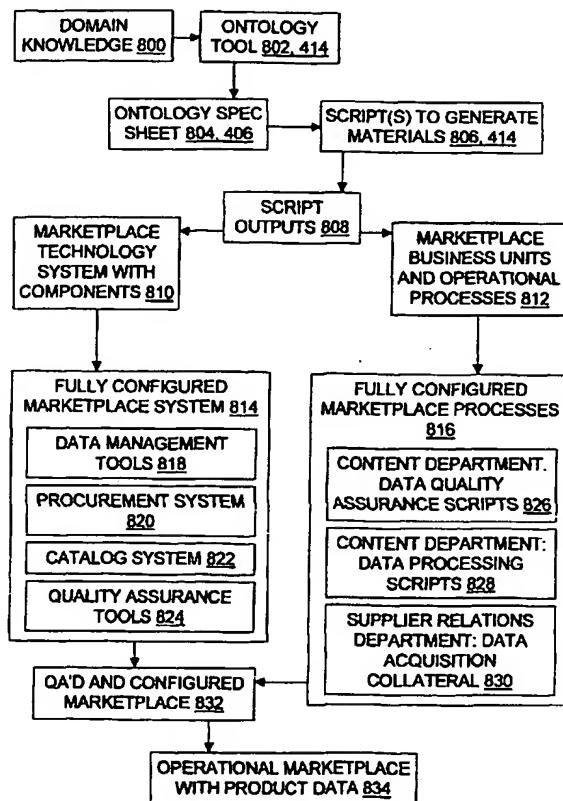 DOMAIN
KNOWLEDGE 800
ONTOLOGY
TOOL 802, 414
ONTOLOGY SPEC
SHEET 804, 406
SCRIPT(S) TO GENERATE
MATERIALS 806, 414
SCRIPT
OUTPUTS 808
MARKETPLACE
TECHNOLOGY
SYSTEM WITH
COMPONENTS 810
MARKETPLACE
BUSINESS UNITS
AND OPERATIONAL
PROCESSES 812
FULLY CONFIGURED
MARKETPLACE SYSTEM 814
DATA MANAGEMENT
TOOLS 818
PROCUREMENT SYSTEM
820
CATALOG SYSTEM 822
QUALITY ASSURANCE
TOOLS 824
FULLY CONFIGURED
MARKETPLACE PROCESSES
816
CONTENT DEPARTMENT.
DATA QUALITY
ASSURANCE SCRIPTS 826
CONTENT DEPARTMENT:
DATA PROCESSING
SCRIPTS 828
SUPPLIER RELATIONS
DEPARTMENT: DATA
ACQUISITION
COLLATERAL 830
QA'D AND CONFIGURED
MARKETPLACE 832
OPERATIONAL MARKETPLACE
WITH PRODUCT DATA 834